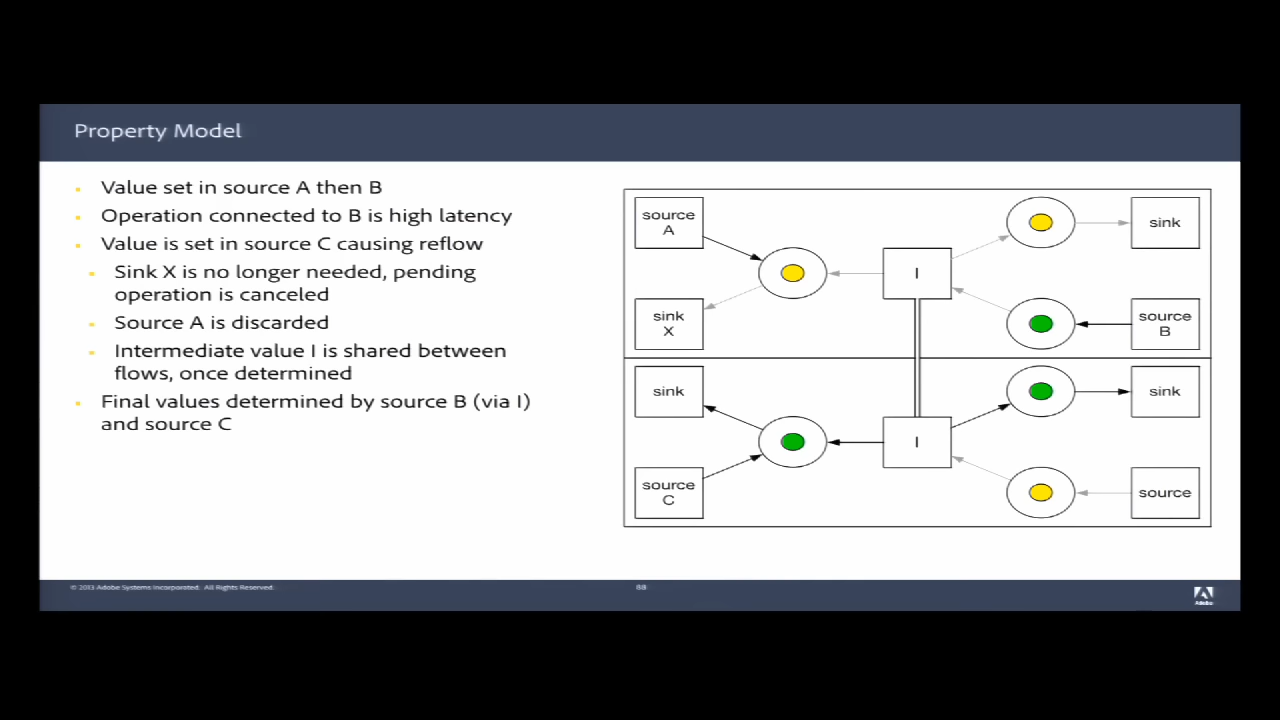 Property Model
Value set in source A then B
Operation connected to B is high latency
Value is set in source C causing reflow
Sink X is no longer needed, pending
operation is canceled
Source A is discarded
Intermediate value I is shared between
flows, once determined
Final values determined by source B (via I)
and source C
source
A
sink
I
sink
X
source
B
sink
sink
I
source
C
source
© 2013 Adobe Systems Incorporated. All Rights Reserved.
88
Adobe